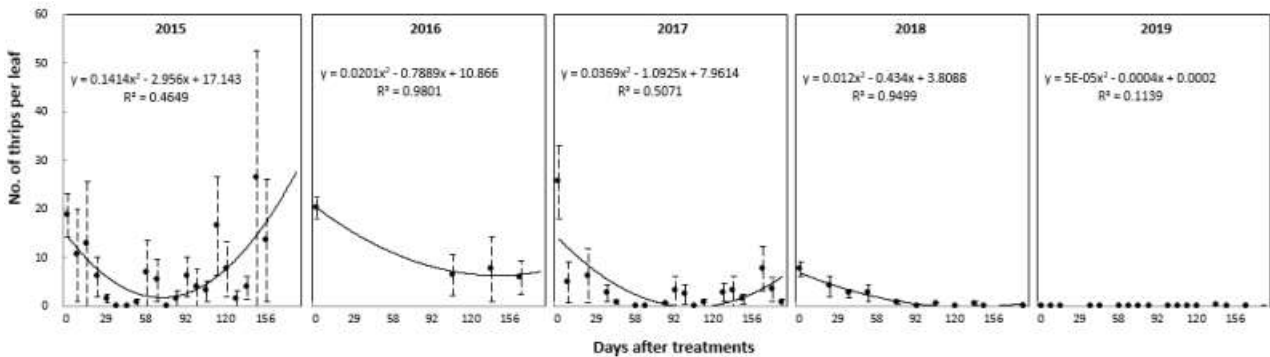 60
50
40
30
20
10
0
No. of thrips per leaf
2015
y = 0.1414x² - 2.956x + 17.143
R² = 0.4649
0 29 58 92 120 156
2016
y = 0.0201x² - 0.7889x + 10.866
R² = 0.9801
0 29 58 92 120 156
2017
y = 0.0369x² - 1.0925x + 7.9614
R² = 0.5071
0 29 58 92 120 156
2018
y = 0.012x² - 0.434x + 3.8088
R² = 0.9499
0 29 58 92 120 156
2019
y = 5E-05x² - 0.0004x + 0.0002
R² = 0.1139
0 29 58 92 120 156
Days after treatments